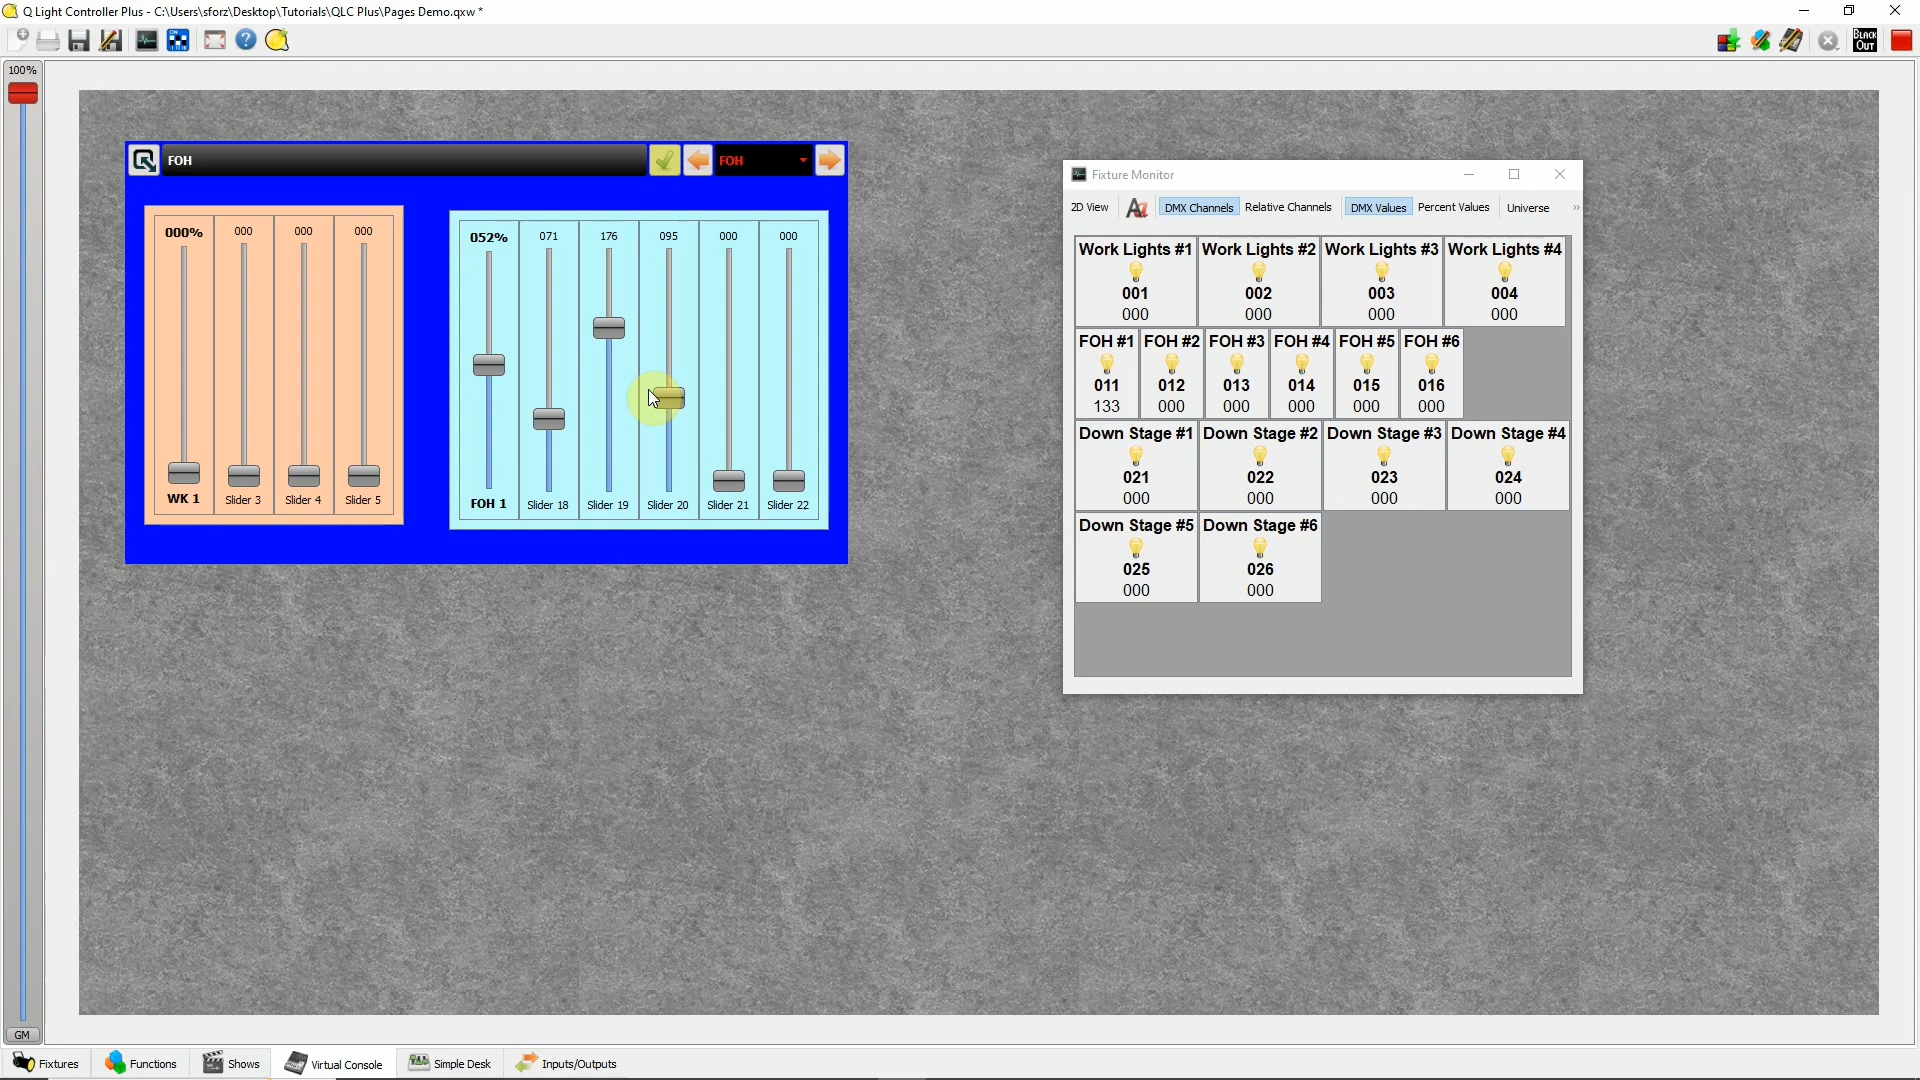 Q Light Controller Plus - C:\Users\sforz\Desktop\Tutorials\QLC Plus\Pages Demo.qxw *
ON
BLACK OUT
100%
FOH
FOH
000% 000 000 000
WK 1 Slider 3 Slider 4 Slider 5
052% 071 176 095 000 000
FOH 1 Slider 18 Slider 19 Slider 20 Slider 21 Slider 22
Fixture Monitor
2D View DMX Channels Relative Channels DMX Values Percent Values Universe »
Work Lights #1 Work Lights #2 Work Lights #3 Work Lights #4
001 002 003 004
000 000 000 000
FOH #1 FOH #2 FOH #3 FOH #4 FOH #5 FOH #6
011 012 013 014 015 016
133 000 000 000 000 000
Down Stage #1 Down Stage #2 Down Stage #3 Down Stage #4
021 022 023 024
000 000 000 000
Down Stage #5 Down Stage #6
025 026
000 000
GM
Fixtures Functions Shows Virtual Console Simple Desk Inputs/Outputs